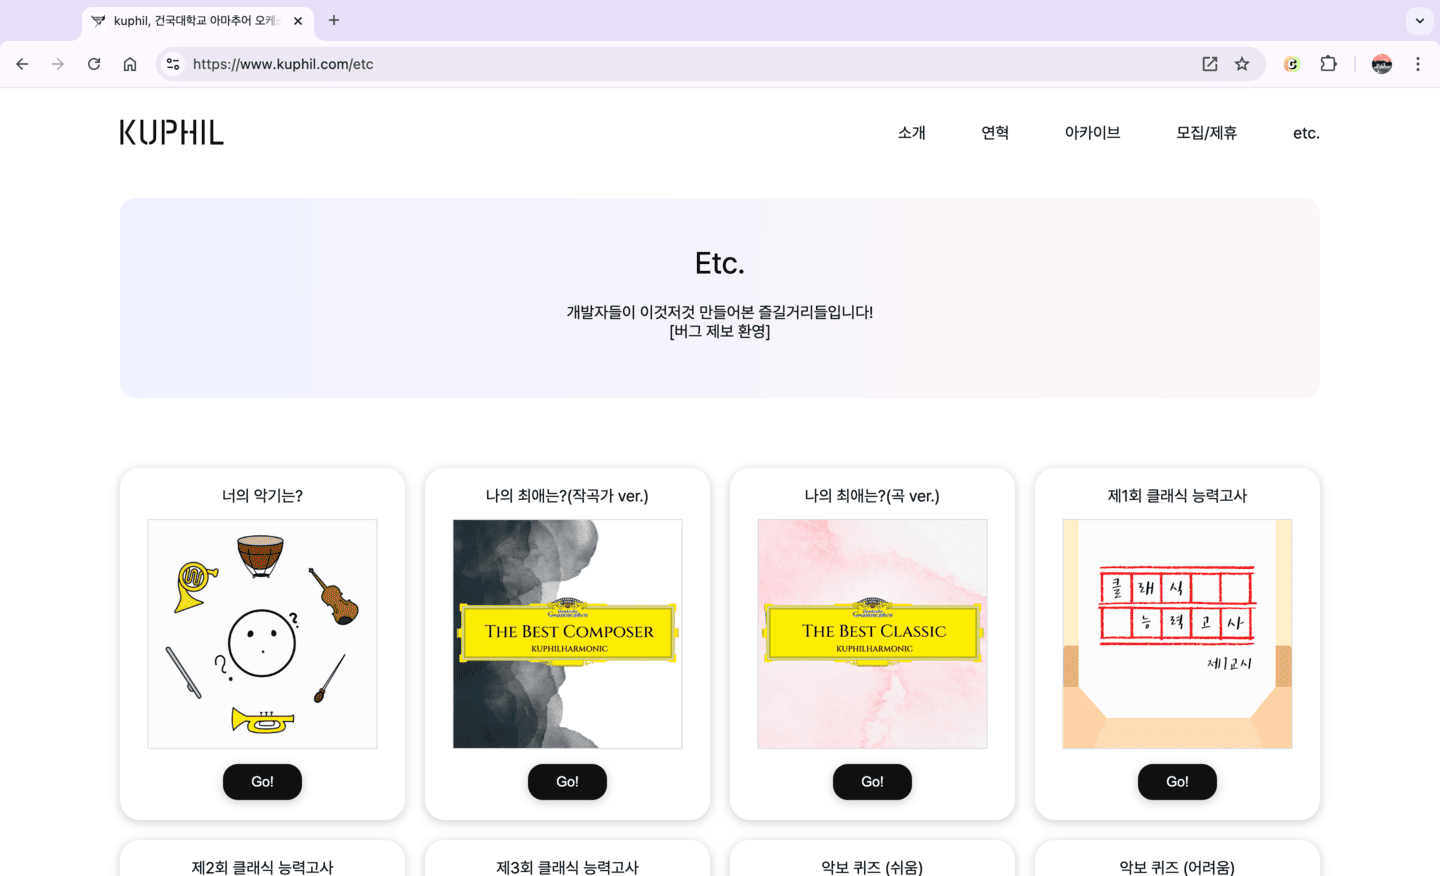 kuphil, 건국대학교 아마추어 오케
https://www.kuphil.com/etc
KUPHIL
소개 연혁 아카이브 모집/제휴 etc.
Etc.
개발자들이 이것저것 만들어본 즐길거리들입니다!
[버그 제보 환영]
너의 악기는?
? ?
Go!
나의 최애는?(작곡가 ver.)
Deutsche
Grammophon
THE BEST COMPOSER
KUPHILHARMONIC
Go!
나의 최애는?(곡 ver.)
Deutsche
Grammophon
THE BEST CLASSIC
KUPHILHARMONIC
Go!
제1회 클래식 능력고사
클래식
능력고사
제1교시
Go!
제2회 클래식 능력고사
제3회 클래식 능력고사
악보 퀴즈 (쉬움)
악보 퀴즈 (어려움)